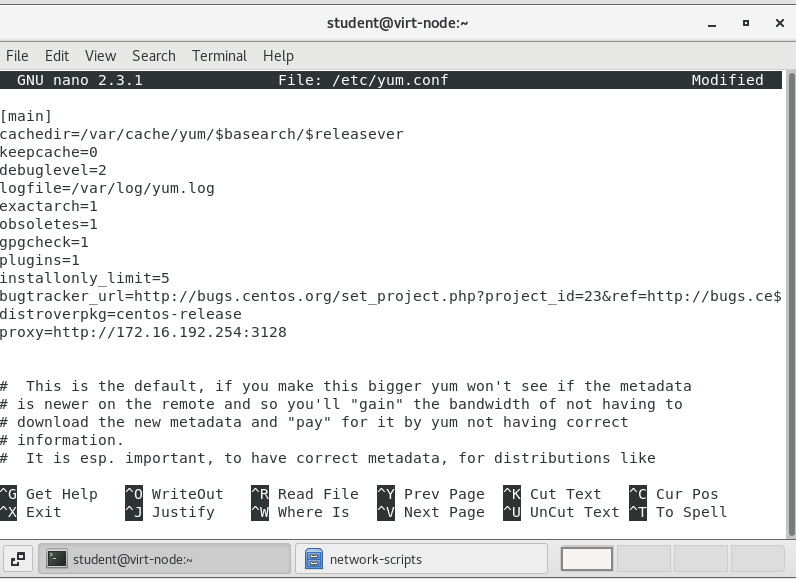 student@virt-node:~
File Edit View Search Terminal Help
GNU nano 2.3.1 File: /etc/yum.conf Modified
[main]
cachedir=/var/cache/yum/$basearch/$releasever
keepcache=0
debuglevel=2
logfile=/var/log/yum.log
exactarch=1
obsoletes=1
gpgcheck=1
plugins=1
installonly_limit=5
bugtracker_url=http://bugs.centos.org/set_project.php?project_id=23&ref=http://bugs.ce$
distroverpkg=centos-release
proxy=http://172.16.192.254:3128
#  This is the default, if you make this bigger yum won't see if the metadata
# is newer on the remote and so you'll "gain" the bandwidth of not having to
# download the new metadata and "pay" for it by yum not having correct
# information.
#  It is esp. important, to have correct metadata, for distributions like
^G Get Help ^O WriteOut ^R Read File ^Y Prev Page ^K Cut Text ^C Cur Pos
^X Exit ^J Justify ^W Where Is ^V Next Page ^U UnCut Text ^T To Spell
student@virt-node:~ network-scripts